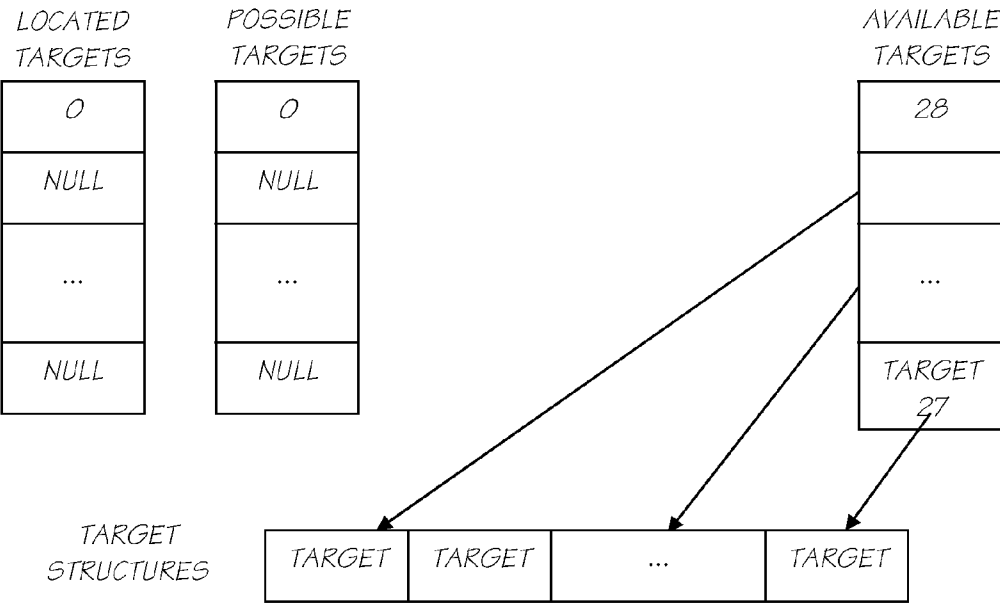 LOCATED
TARGETS
0
NULL
...
NULL
POSSIBLE
TARGETS
0
NULL
...
NULL
AVAILABLE
TARGETS
28
...
TARGET
27
TARGET
STRUCTURES
TARGET
TARGET
...
TARGET